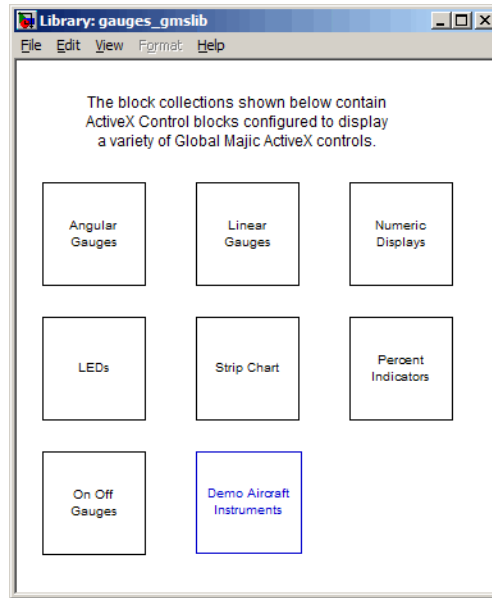 Library: gauges_gmslib
File Edit View Format Help
The block collections shown below contain
ActiveX Control blocks configured to display
a variety of Global Majic ActiveX controls.
Angular
Gauges
Linear
Gauges
Numeric
Displays
LEDs
Strip Chart
Percent
Indicators
On Off
Gauges
Demo Aircraft
Instruments